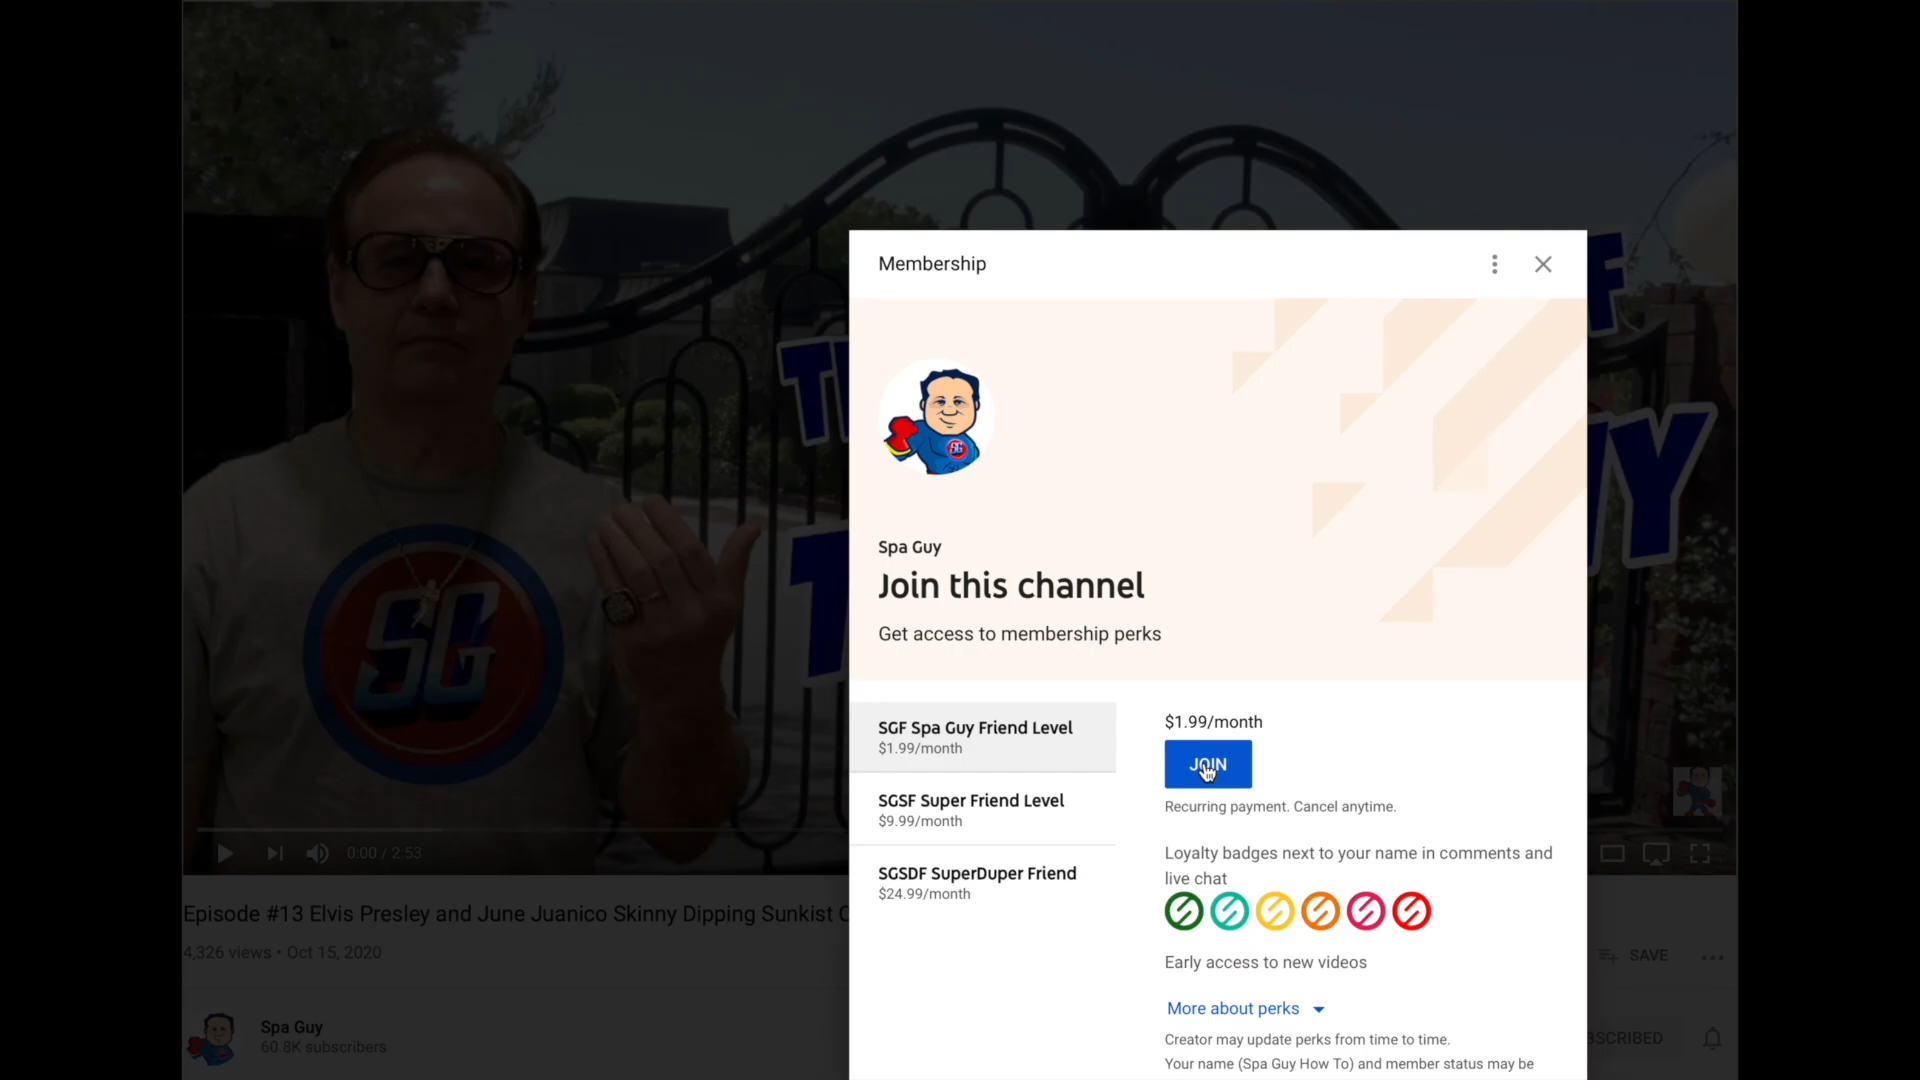 Membership
Spa Guy
Join this channel
Get access to membership perks
SGF Spa Guy Friend Level
$1.99/month
SGSF Super Friend Level
$9.99/month
SGSDF SuperDuper Friend
$24.99/month
$1.99/month
JOIN
Recurring payment. Cancel anytime.
Loyalty badges next to your name in comments and
live chat
Early access to new videos
More about perks
Creator may update perks from time to time.
Your name (Spa Guy How To) and member status may be
SG
0:00 / 2:53
Episode #13 Elvis Presley and June Juanico Skinny Dipping Sunkist
4,326 views • Oct 15, 2020
SAVE
Spa Guy
60.8K subscribers
SCRIBED